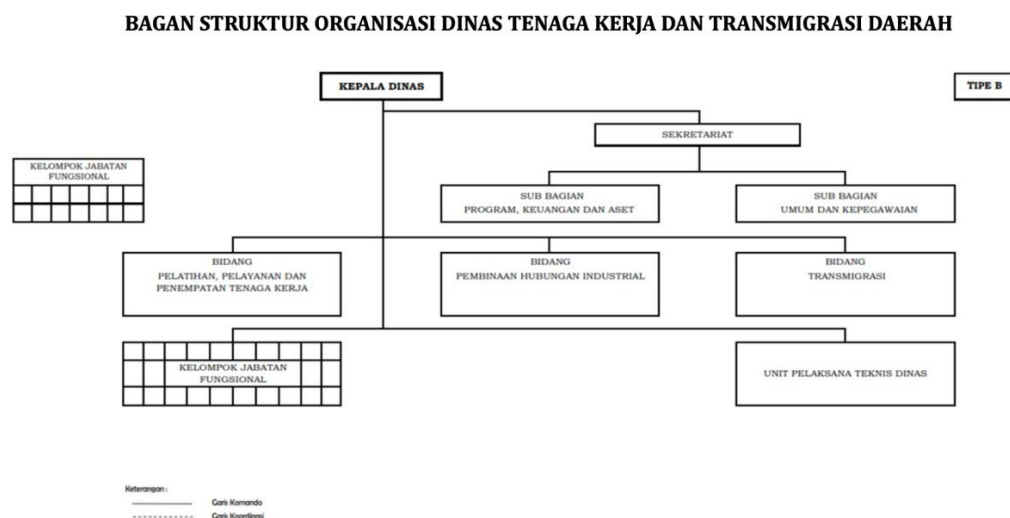 BAGAN STRUKTUR ORGANISASI DINAS TENAGA KERJA DAN TRANSMIGRASI DAERAH
KEPALA DINAS
TIPE B
SEKRETARIAT
KELOMPOK JABATAN
FUNGSIONAL
SUB BAGIAN
PROGRAM, KEUANGAN DAN ASET
SUB BAGIAN
UMUM DAN KEPEGAWAIAN
BIDANG
PELATIHAN, PELAYANAN DAN
PENEMPATAN TENAGA KERJA
BIDANG
PEMBINAAN HUBUNGAN INDUSTRIAL
BIDANG
TRANSMIGRASI
KELOMPOK JABATAN
FUNGSIONAL
UNIT PELAKSANA TEKNIS DINAS
Keterangan :
Garis Komando
Garis Koordinasi